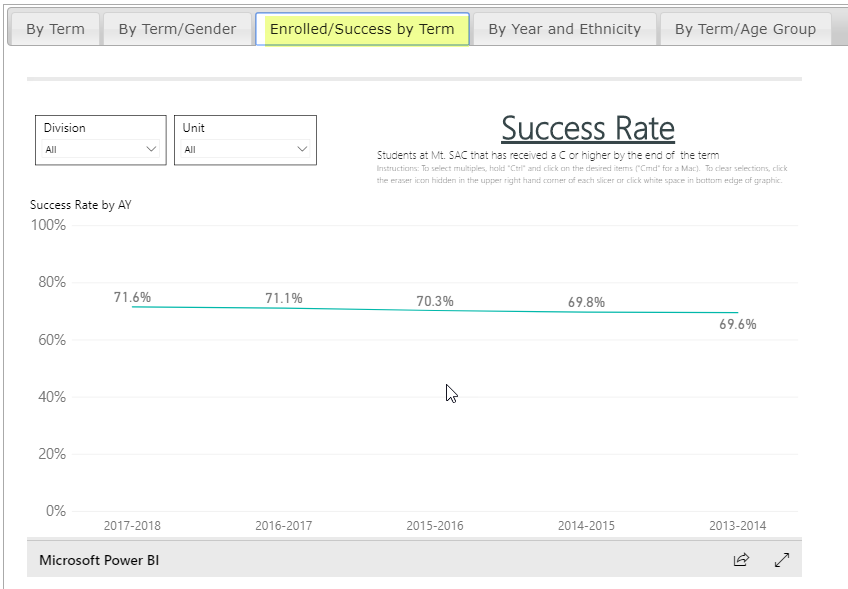 By Term
By Term/Gender
Enrolled/Success by Term
By Year and Ethnicity
By Term/Age Group
Division
All
Unit
All
Success Rate
Students at Mt. SAC that has received a C or higher by the end of the term
Instructions: To select multiples, hold "Ctrl" and click on the desired items ("Cmd" for a Mac). To clear selections, click
the eraser icon hidden in the upper right hand corner of each slicer or click white space in bottom edge of graphic.
Success Rate by AY
100%
80%
60%
40%
20%
0%
71.6%
71.1%
70.3%
69.8%
69.6%
2017-2018
2016-2017
2015-2016
2014-2015
2013-2014
Microsoft Power BI